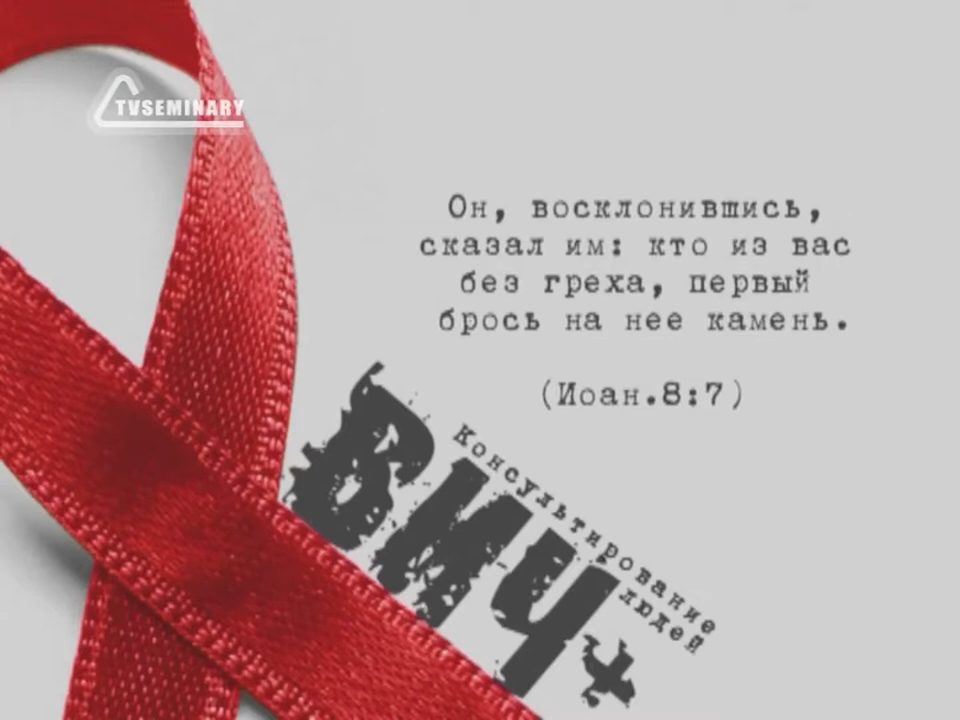 TVSEMINARY
Он, восклонившись,
сказал им: кто из вас
без греха, первый
брось на нее камень.
(Иоан.8:7)
Консультирование
людей
ВИЧ+